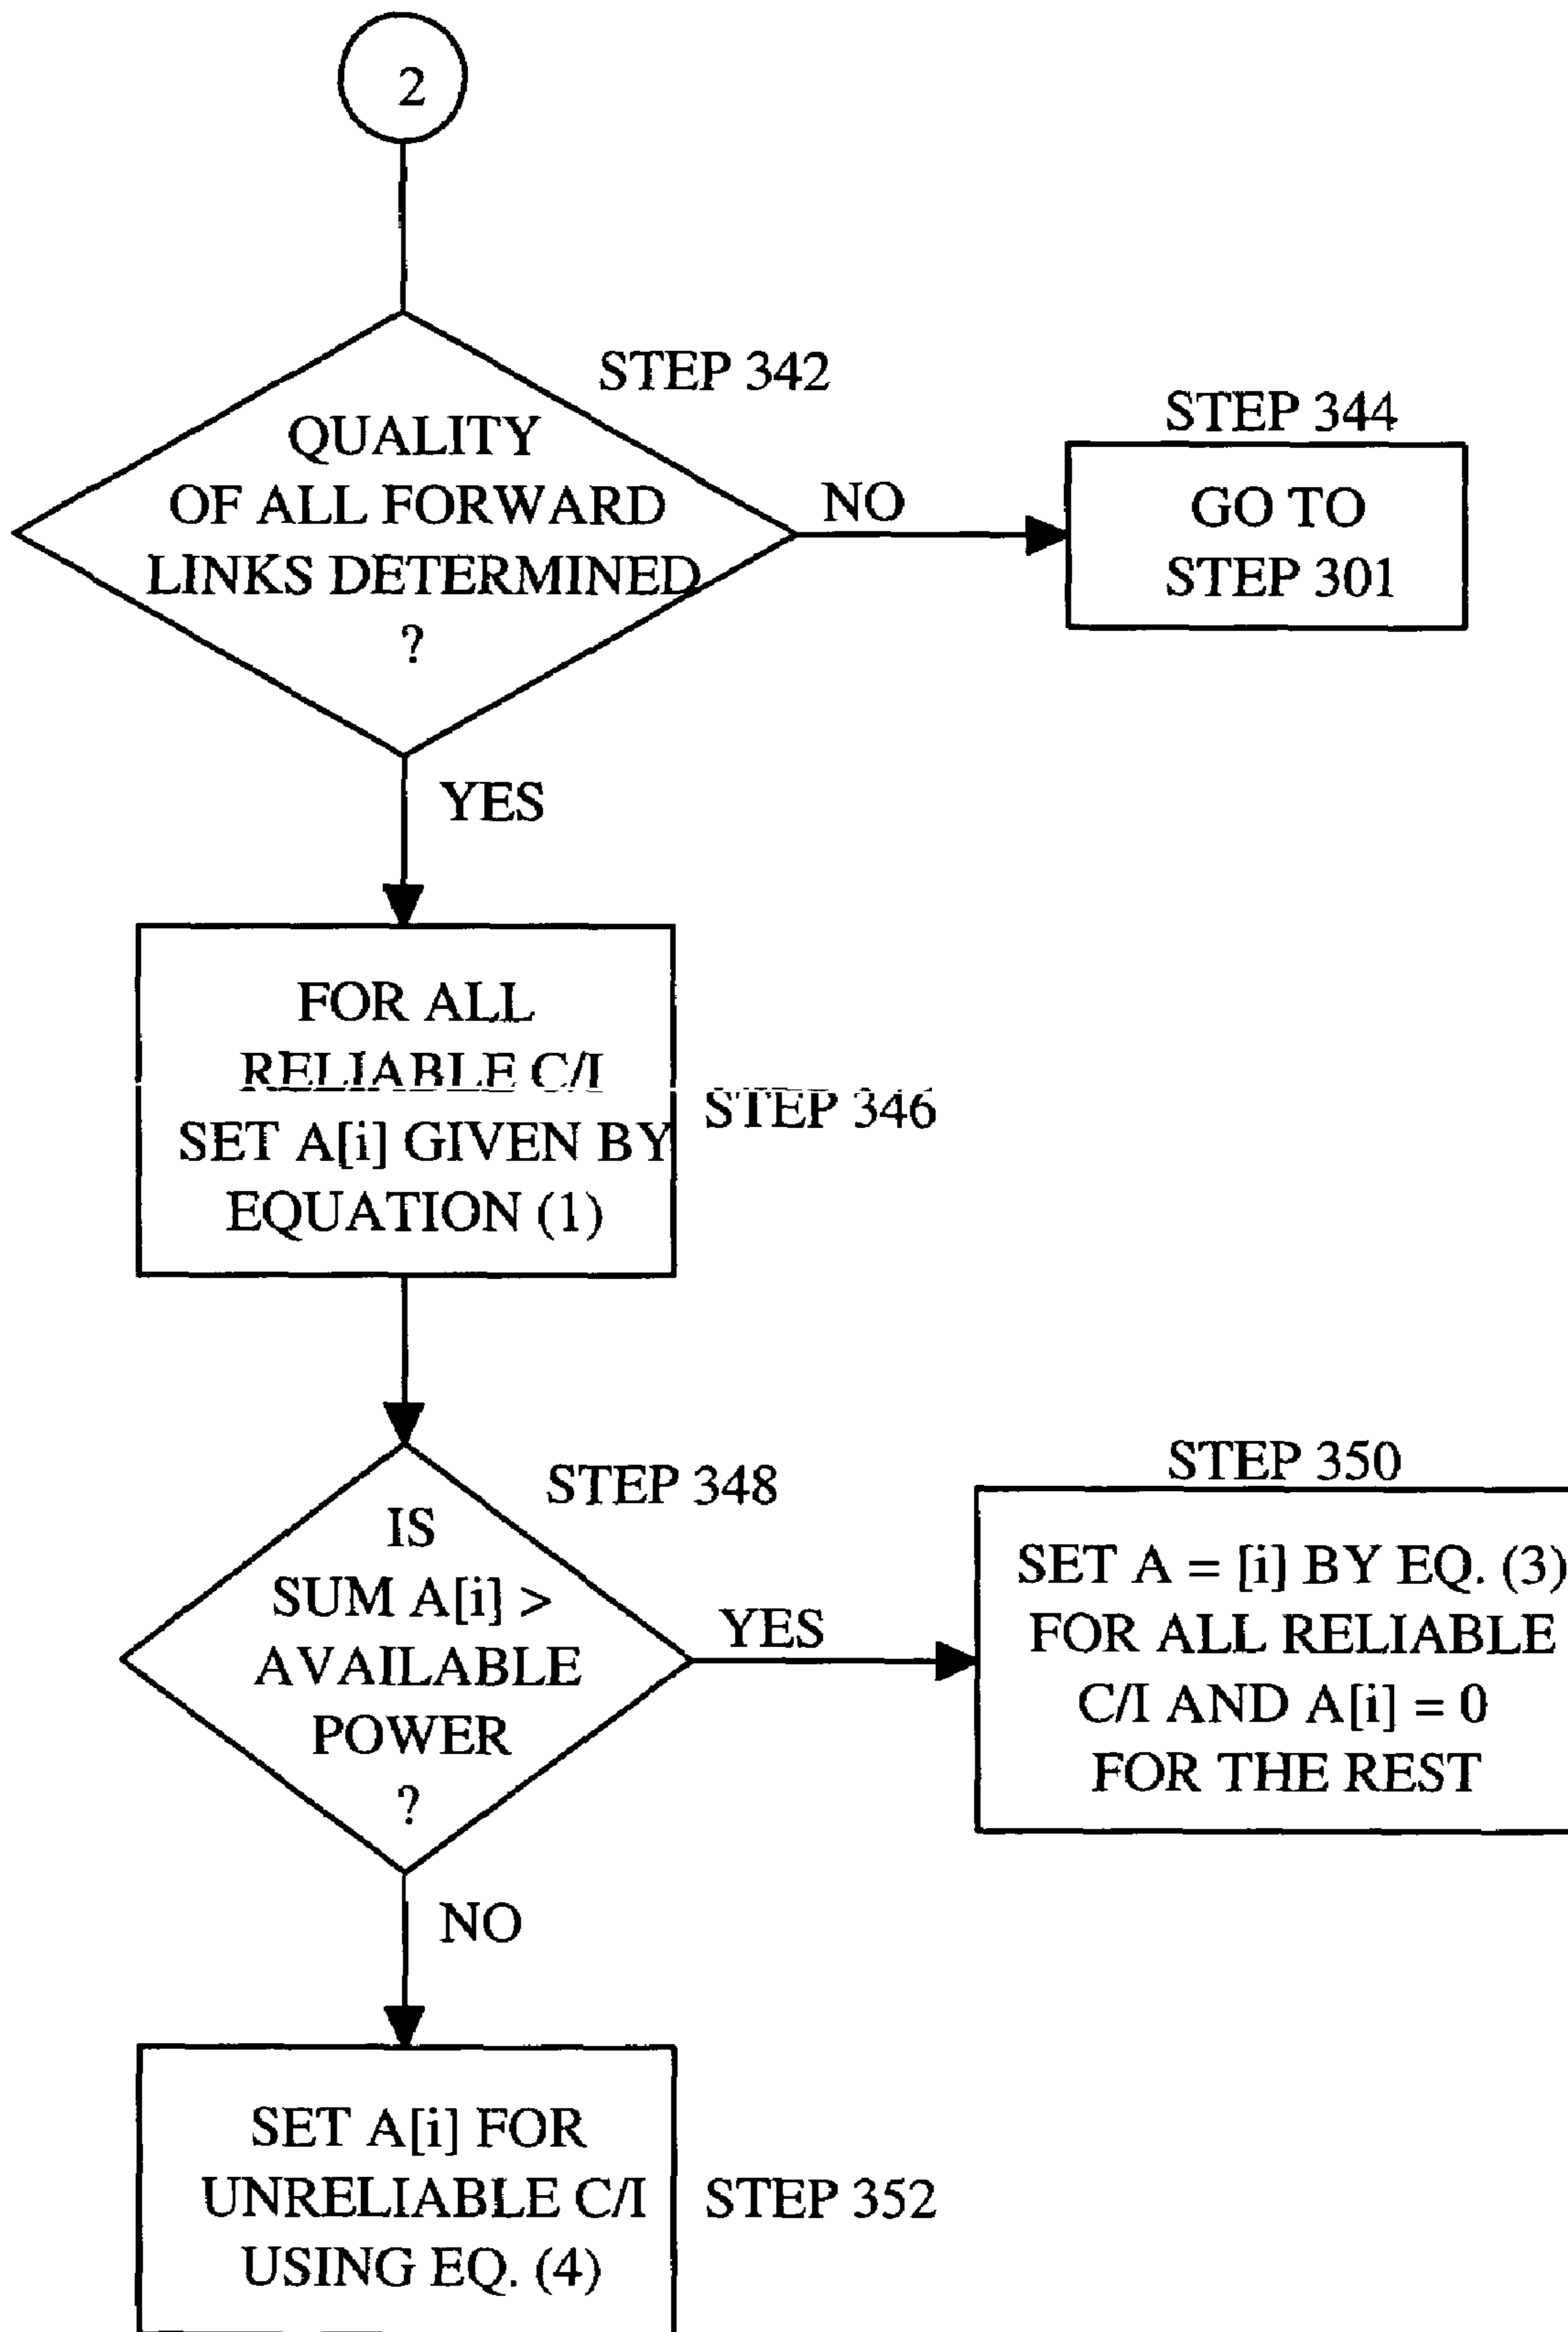 2
STEP 342
QUALITY
OF ALL FORWARD
LINKS DETERMINED
?
NO
STEP 344
GO TO
STEP 301
YES
FOR ALL
RELIABLE C/I
SET A[i] GIVEN BY
EQUATION (1)
STEP 346
STEP 348
IS
SUM A[i] >
AVAILABLE
POWER
?
YES
STEP 350
SET A = [i] BY EQ. (3)
FOR ALL RELIABLE
C/I AND A[i] = 0
FOR THE REST
NO
SET A[i] FOR
UNRELIABLE C/I
USING EQ. (4)
STEP 352